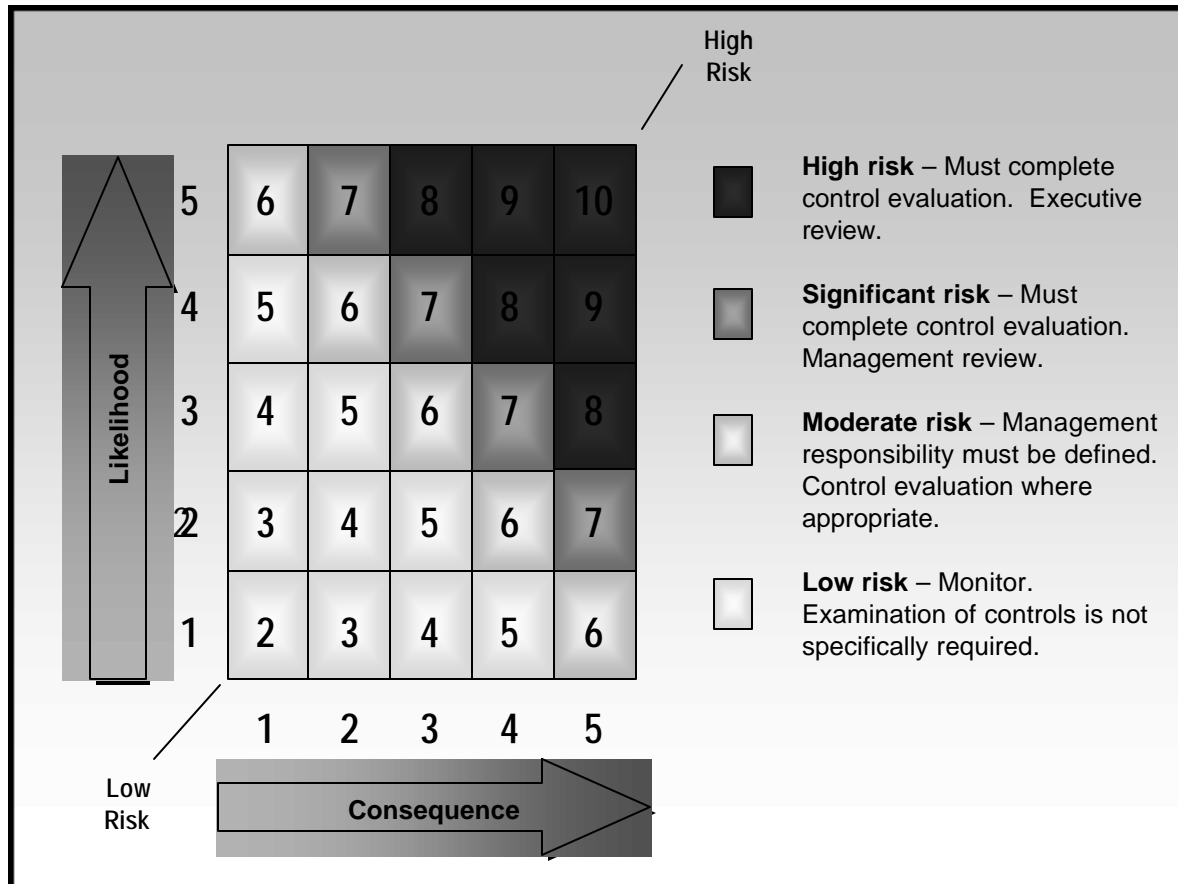 High
Risk
5 6 7 8 9 10
4 5 6 7 8 9
3 4 5 6 7 8
22 3 4 5 6 7
1 2 3 4 5 6
1 2 3 4 5
Likelihood
Consequence
Low
Risk
High risk – Must complete
control evaluation. Executive
review.
Significant risk – Must
complete control evaluation.
Management review.
Moderate risk – Management
responsibility must be defined.
Control evaluation where
appropriate.
Low risk – Monitor.
Examination of controls is not
specifically required.